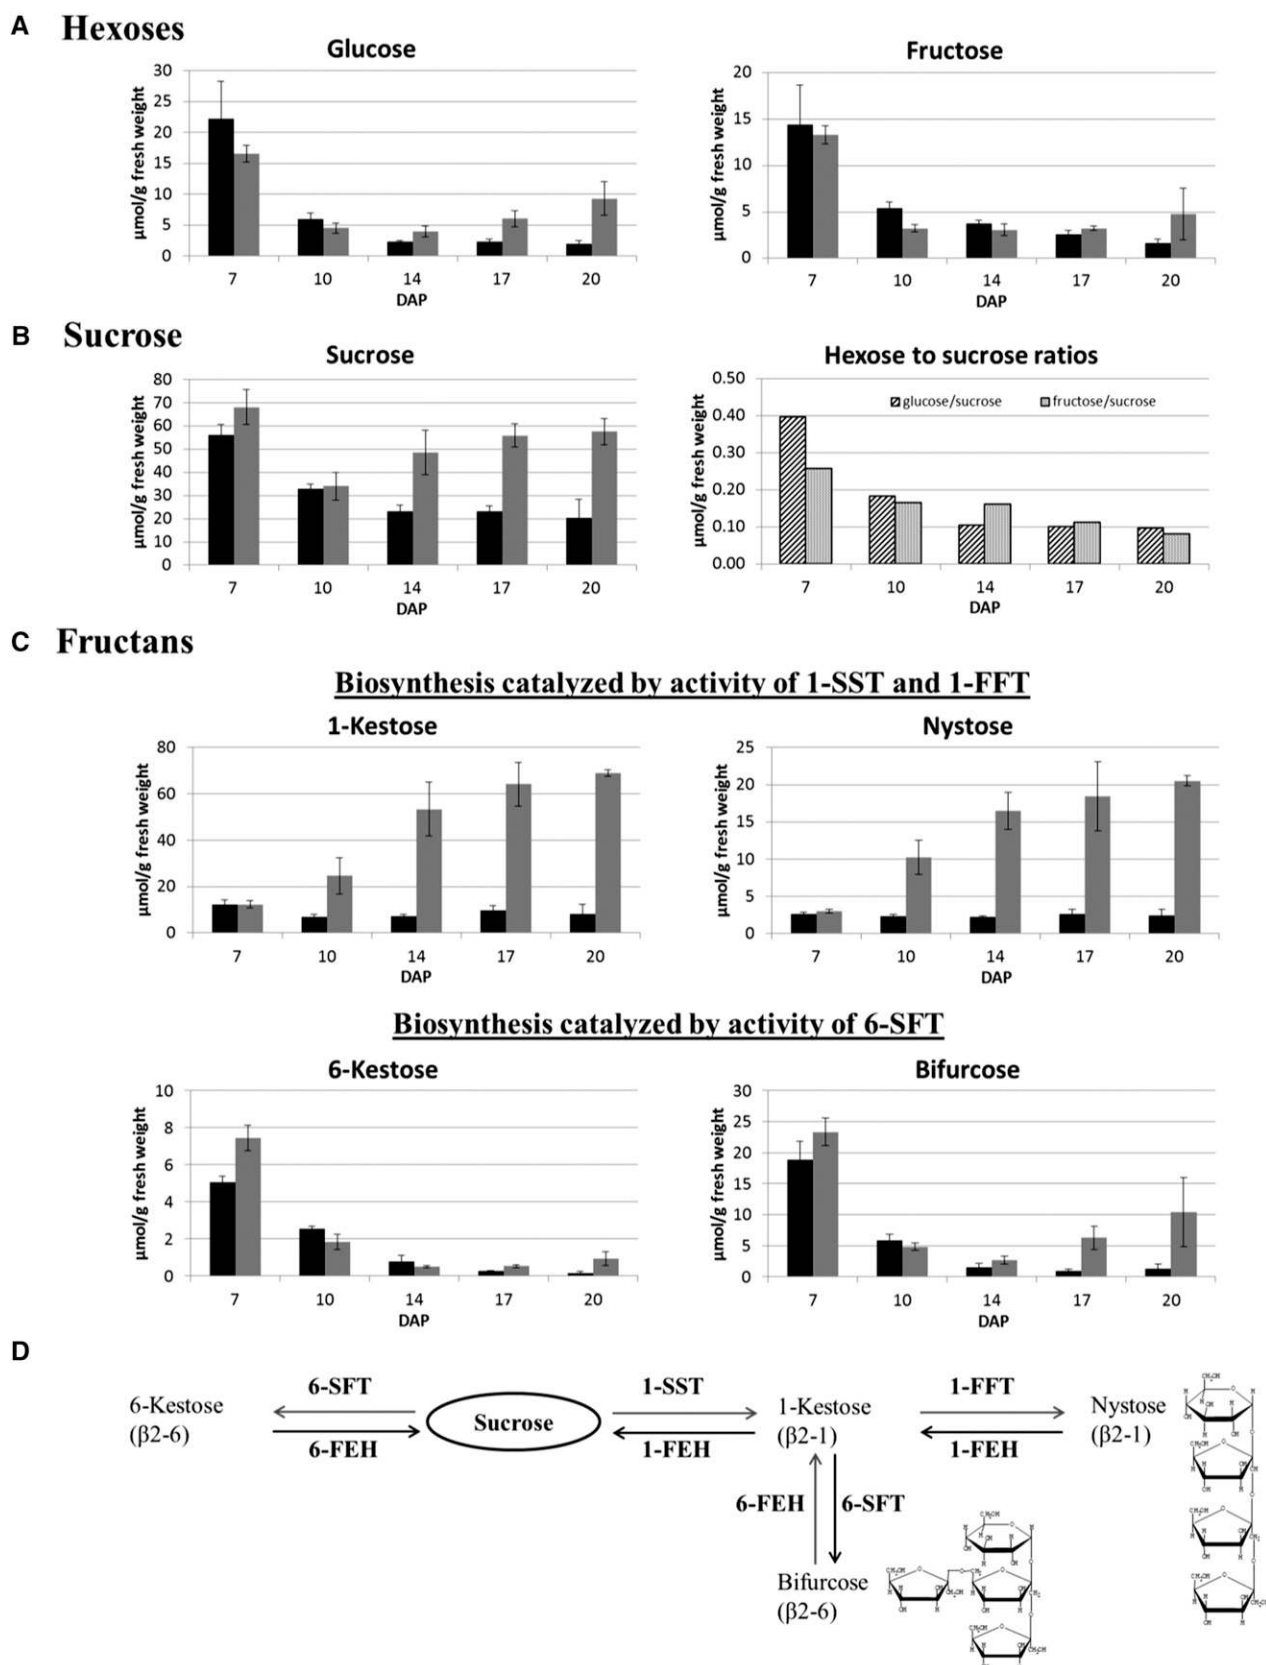 A Hexoses
Glucose
µmol/g fresh weight
30
25
20
15
10
5
0
7 10 14 17 20
DAP
Fructose
µmol/g fresh weight
20
15
10
5
0
7 10 14 17 20
DAP
B Sucrose
Sucrose
µmol/g fresh weight
80
70
60
50
40
30
20
10
0
7 10 14 17 20
DAP
Hexose to sucrose ratios
µmol/g fresh weight
0.50
0.40
0.30
0.20
0.10
0.00
glucose/sucrose fructose/sucrose
7 10 14 17 20
DAP
C Fructans
Biosynthesis catalyzed by activity of 1-SST and 1-FFT
1-Kestose
µmol/g fresh weight
80
60
40
20
0
7 10 14 17 20
DAP
Nystose
µmol/g fresh weight
25
20
15
10
5
0
7 10 14 17 20
DAP
Biosynthesis catalyzed by activity of 6-SFT
6-Kestose
µmol/g fresh weight
10
8
6
4
2
0
7 10 14 17 20
DAP
Bifurcose
µmol/g fresh weight
30
25
20
15
10
5
0
7 10 14 17 20
DAP
D
6-Kestose
(β2-6)
6-SFT
6-FEH
Sucrose
1-SST
1-FEH
1-Kestose
(β2-1)
1-FFT
1-FEH
Nystose
(β2-1)
6-FEH 6-SFT
Bifurcose
(β2-6)